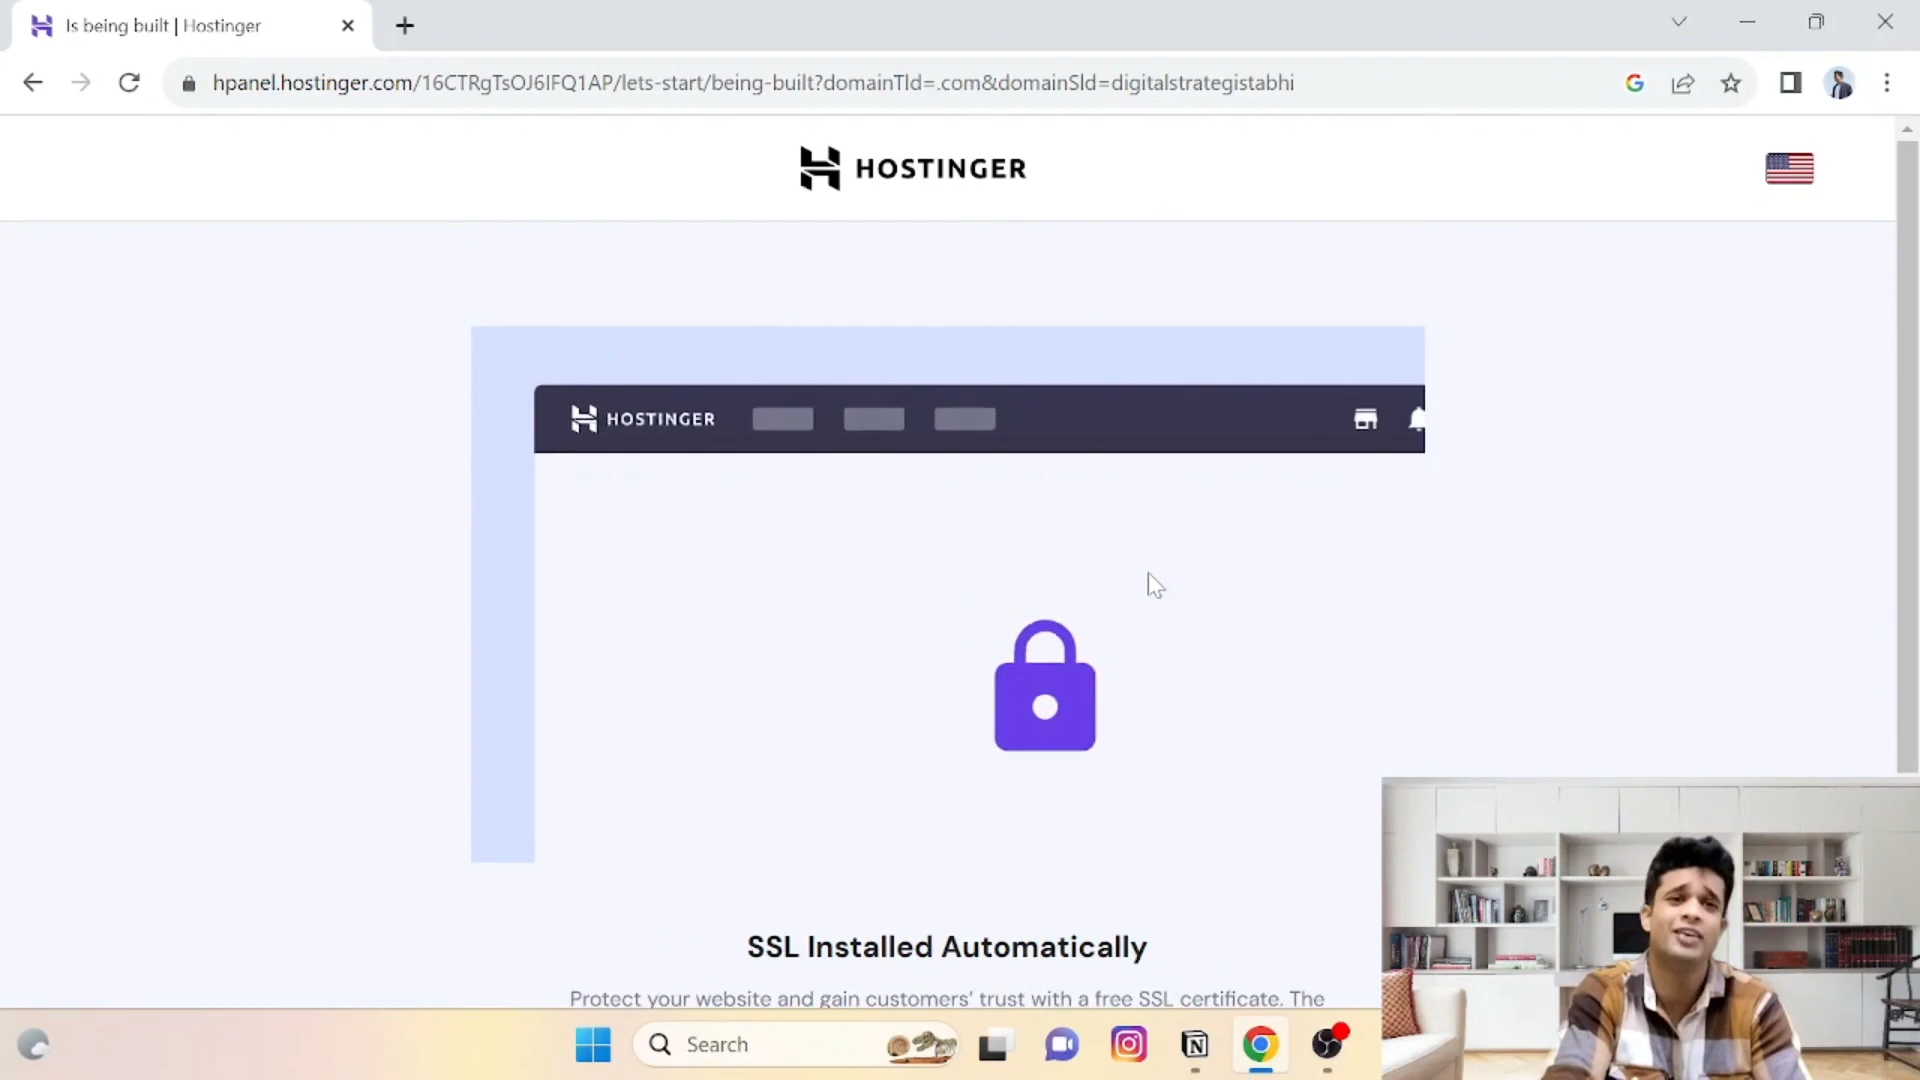 Is being built | Hostinger
hpanel.hostinger.com/16CTRgTsOJ6IFQ1AP/lets-start/being-built?domainTld=.com&domainSld=digitalstrategistabhi
HOSTINGER
HOSTINGER
SSL Installed Automatically
Protect your website and gain customers’ trust with a free SSL certificate. The
Search